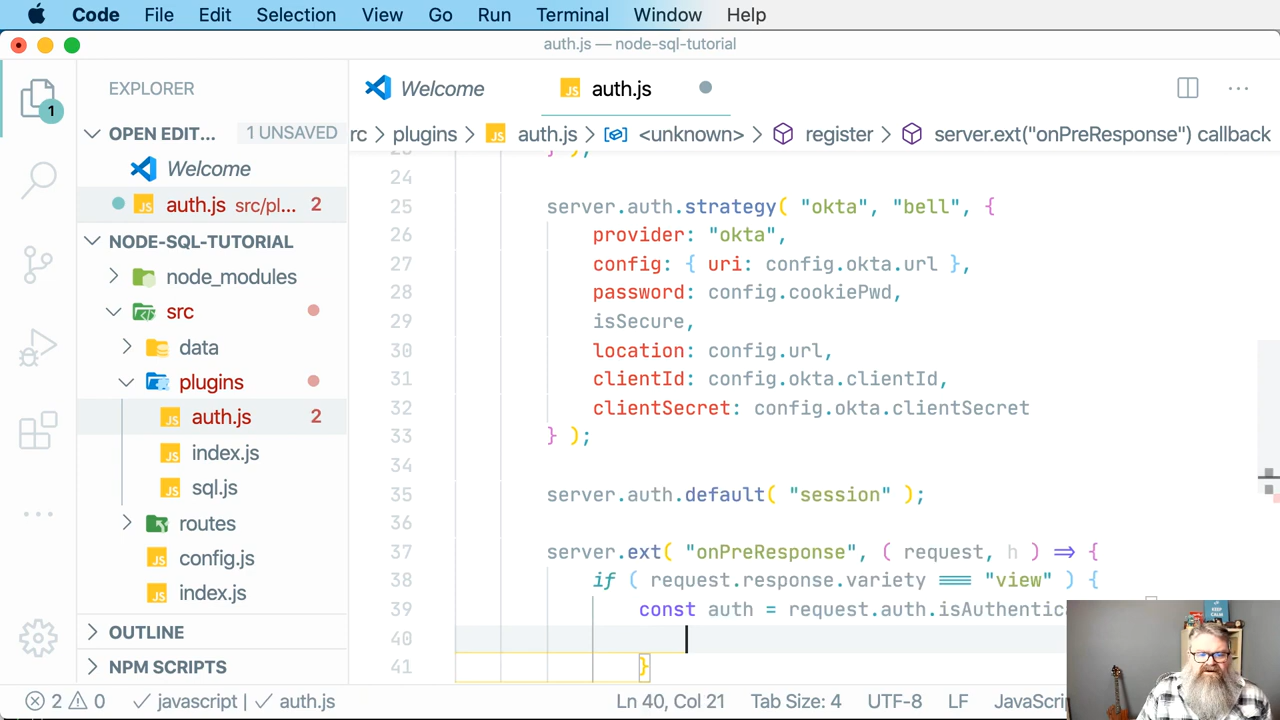 Code File Edit Selection View Go Run Terminal Window Help
auth.js — node-sql-tutorial
EXPLORER
OPEN EDIT... 1 UNSAVED
Welcome
auth.js src/pl... 2
NODE-SQL-TUTORIAL
node_modules
src
data
plugins
auth.js 2
index.js
sql.js
routes
config.js
index.js
OUTLINE
NPM SCRIPTS
1
Welcome auth.js
rc > plugins > auth.js > <unknown> > register > server.ext("onPreResponse") callback
24
25 server.auth.strategy( "okta", "bell", {
26 provider: "okta",
27 config: { uri: config.okta.url },
28 password: config.cookiePwd,
29 isSecure,
30 location: config.url,
31 clientId: config.okta.clientId,
32 clientSecret: config.okta.clientSecret
33 } );
34
35 server.auth.default( "session" );
36
37 server.ext( "onPreResponse", ( request, h ) => {
38 if ( request.response.variety === "view" ) {
39 const auth = request.auth.isAuthentic
40
41 }
2 0 javascript | auth.js Ln 40, Col 21 Tab Size: 4 UTF-8 LF JavaScri